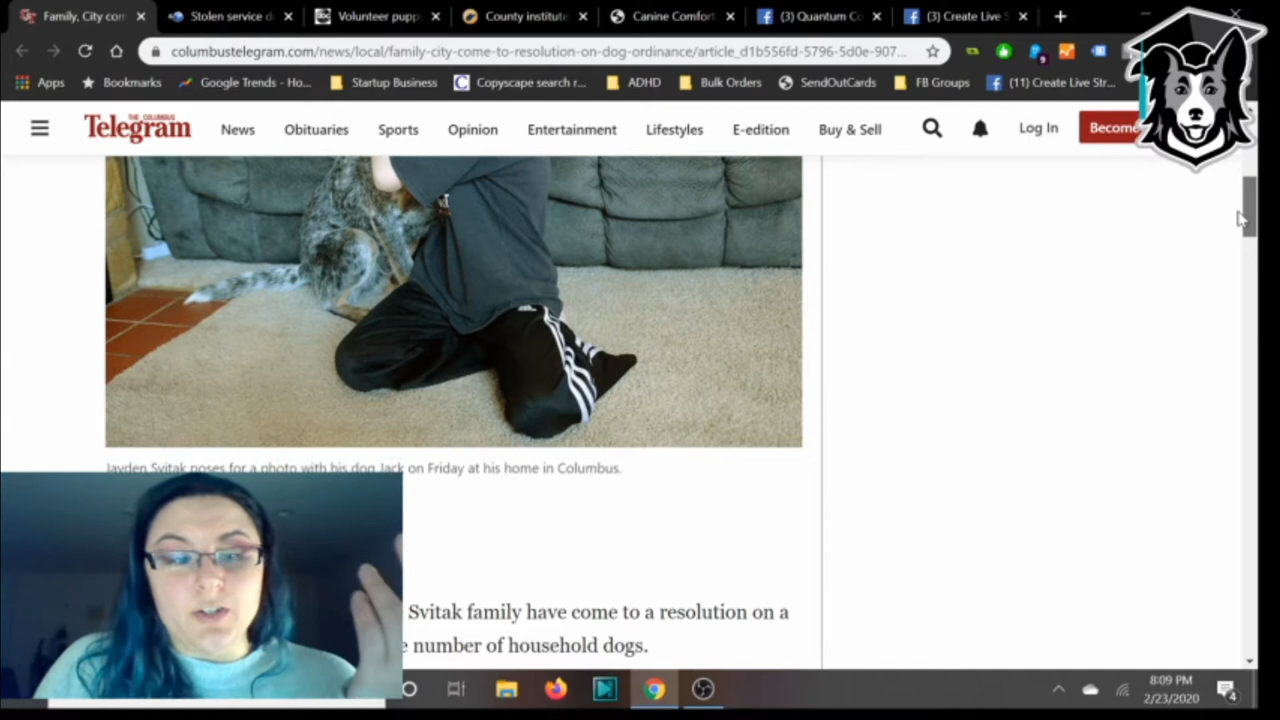 Family, City com
Stolen service d
Volunteer pupp
County institute
Canine Comfort
(3) Quantum Co
(3) Create Live S
columbustelegram.com/news/local/family-city-come-to-resolution-on-dog-ordinance/article_d1b556fd-5796-5d0e-907...
Apps
Bookmarks
Google Trends - Ho...
Startup Business
Copyscape search r...
ADHD
Bulk Orders
SendOutCards
FB Groups
(11) Create Live Str...
THE COLUMBUS
Telegram
News
Obituaries
Sports
Opinion
Entertainment
Lifestyles
E-edition
Buy & Sell
Log In
Become
Jayden Svitak poses for a photo with his dog Jack on Friday at his home in Columbus.
Svitak family have come to a resolution on a
number of household dogs.
8:09 PM
2/23/2020